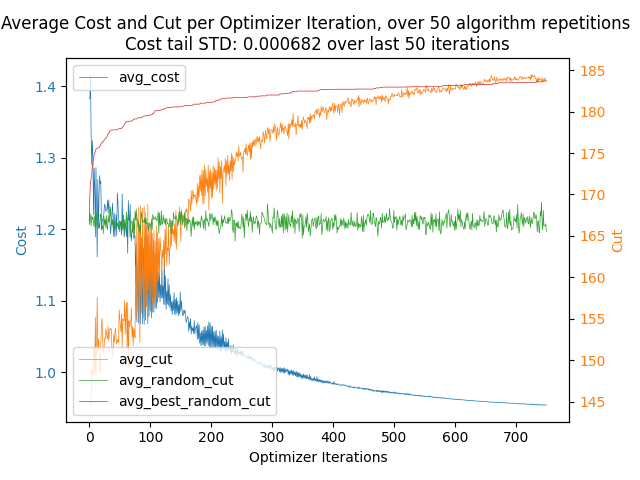 Average Cost and Cut per Optimizer Iteration, over 50 algorithm repetitions
Cost tail STD: 0.000682 over last 50 iterations
avg_cost
1.4
1.3
1.2
1.1
1.0
Cost
185
180
175
170
165
160
155
150
145
Cut
avg_cut
avg_random_cut
avg_best_random_cut
0 100 200 300 400 500 600 700
Optimizer Iterations